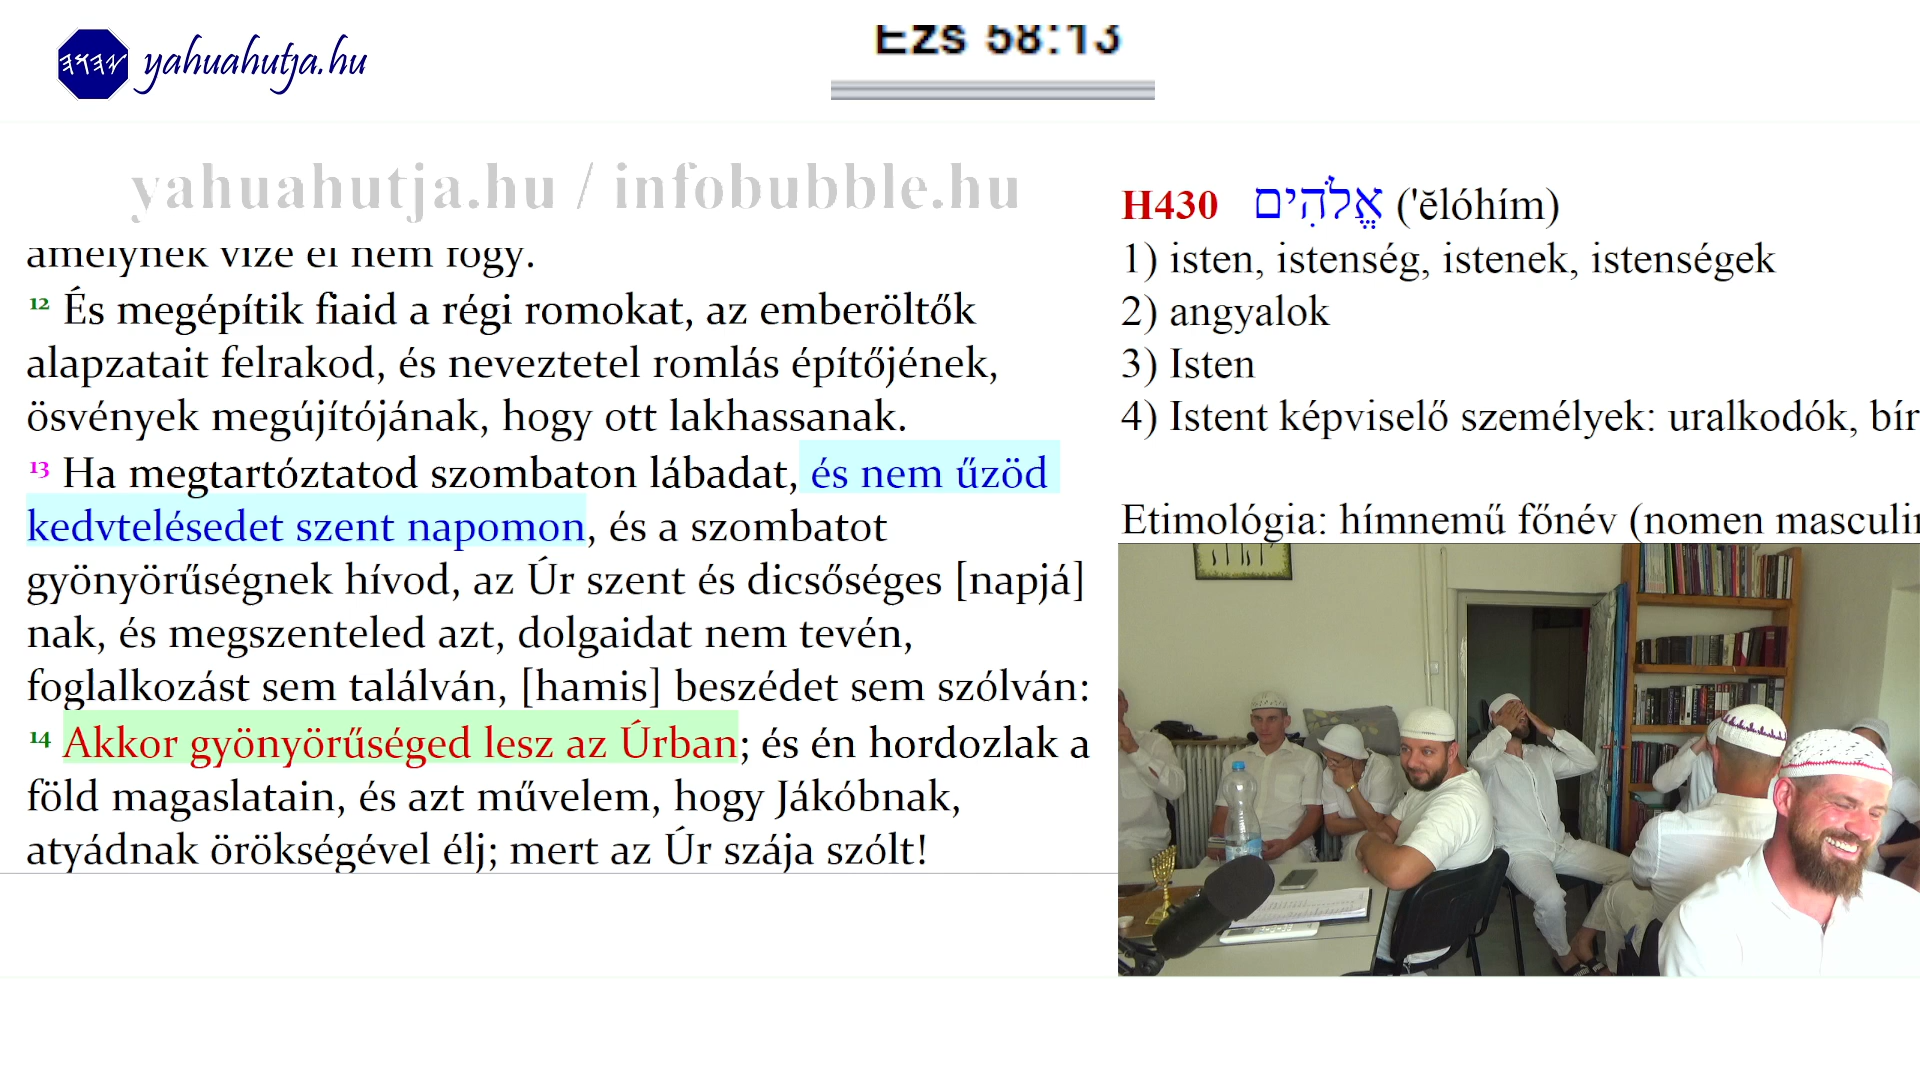 yahuahutja.hu
Ezs 58:13
yahuahutja.hu / infobubble.hu
amelynek vize el nem fogy.
12 És megépítik fiaid a régi romokat, az emberöltők
alapzatait felrakod, és neveztetel romlás építőjének,
ösvények megújítójának, hogy ott lakhassanak.
13 Ha megtartóztatod szombaton lábadat, és nem űzöd
kedvtelésedet szent napomon, és a szombatot
gyönyörűségnek hívod, az Úr szent és dicsőséges [napjá]
nak, és megszenteled azt, dolgaidat nem tevén,
foglalkozást sem találván, [hamis] beszédet sem szólván:
14 Akkor gyönyörűséged lesz az Úrban; és én hordozlak a
föld magaslatain, és azt művelem, hogy Jákóbnak,
atyádnak örökségével élj; mert az Úr szája szólt!
H430 אֱלֹהִים ('ĕlóhím)
1) isten, istenség, istenek, istenségek
2) angyalok
3) Isten
4) Istent képviselő személyek: uralkodók, bír
Etimológia: hímnemű főnév (nomen masculin